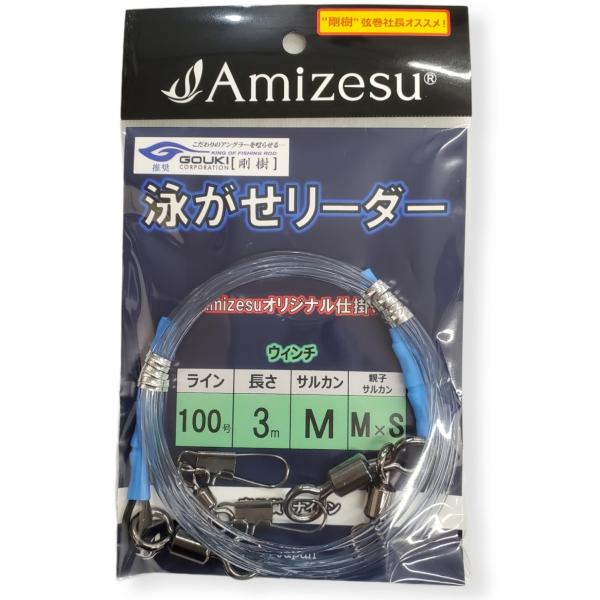 "剛樹"弦巻社長オススメ!
Amizesu®
こだわりのアングラーを唸らせる…
KING OF FISHING ROD
GOUKI [剛樹]
CORPORATION
推奨
泳がせリーダー
mizesuオリジナル仕掛
ウィンチ
ライン 長さ サルカン 親子サルカン
100号 3m M M×S
ナイ
Japan